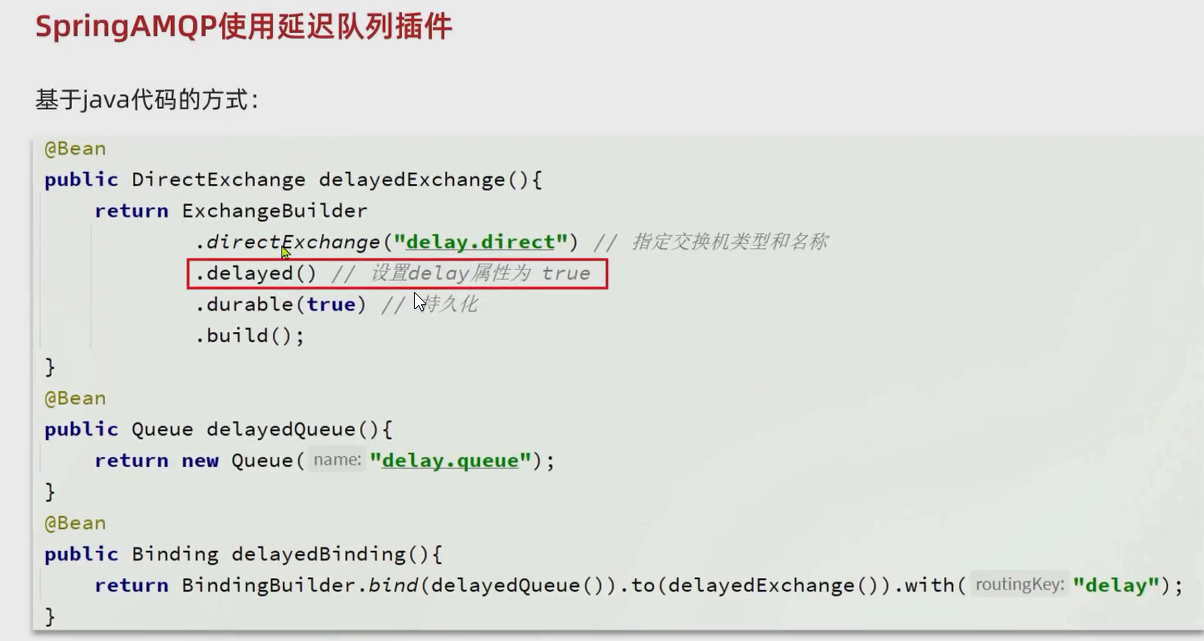 SpringAMQP使用延迟队列插件
基于java代码的方式：
@Bean
public DirectExchange delayedExchange(){
    return ExchangeBuilder
            .directExchange("delay.direct") // 指定交换机类型和名称
            .delayed() // 设置delay属性为 true
            .durable(true) // 持久化
            .build();
}
@Bean
public Queue delayedQueue(){
    return new Queue( name: "delay.queue");
}
@Bean
public Binding delayedBinding(){
    return BindingBuilder.bind(delayedQueue()).to(delayedExchange()).with( routingKey: "delay");
}